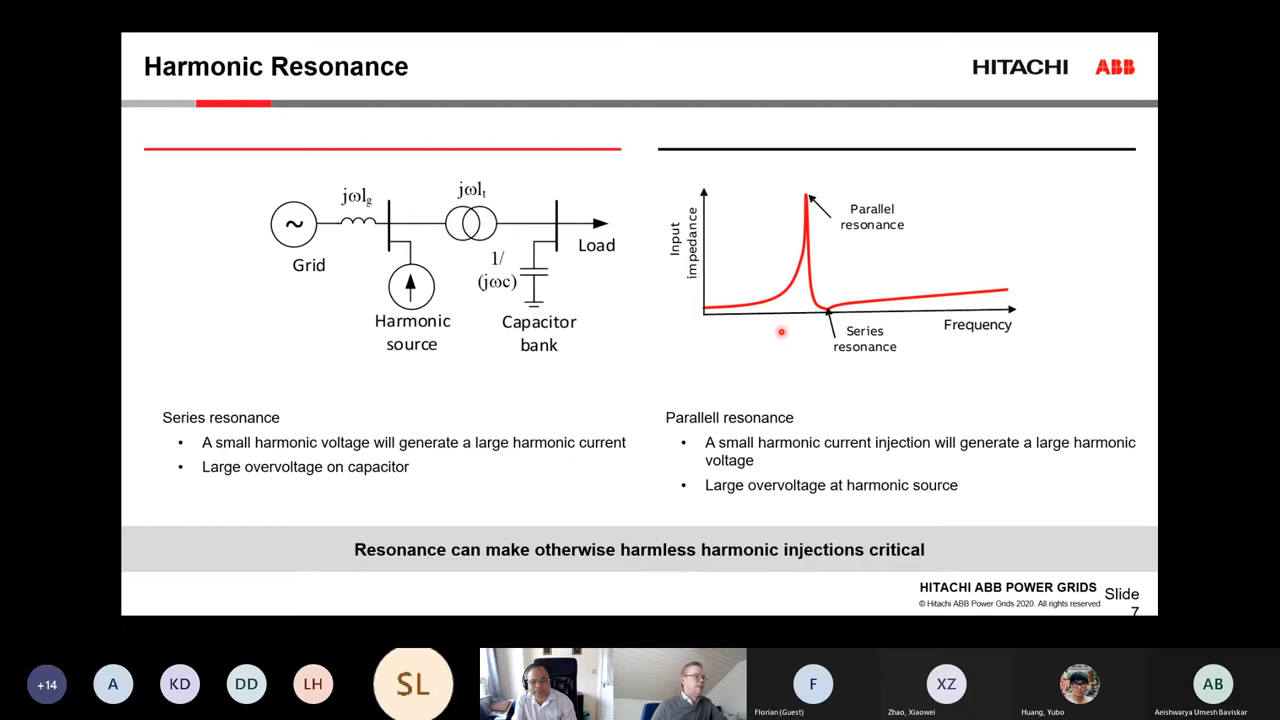 Harmonic Resonance
HITACHI ABB
jωlg
jωlt
~
Grid
1/
(jωc)
Load
Harmonic
source
Capacitor
bank
Input
impedance
Parallel
resonance
Series
resonance
Frequency
Series resonance
• A small harmonic voltage will generate a large harmonic current
• Large overvoltage on capacitor
Parallell resonance
• A small harmonic current injection will generate a large harmonic
voltage
• Large overvoltage at harmonic source
Resonance can make otherwise harmless harmonic injections critical
HITACHI ABB POWER GRIDS
© Hitachi ABB Power Grids 2020. All rights reserved
Slide
7
+14
A
KD
DD
LH
SL
F
Florian (Guest)
XZ
Zhao, Xiaowei
Huang, Yubo
AB
Aeishwarya Umesh Baviskar